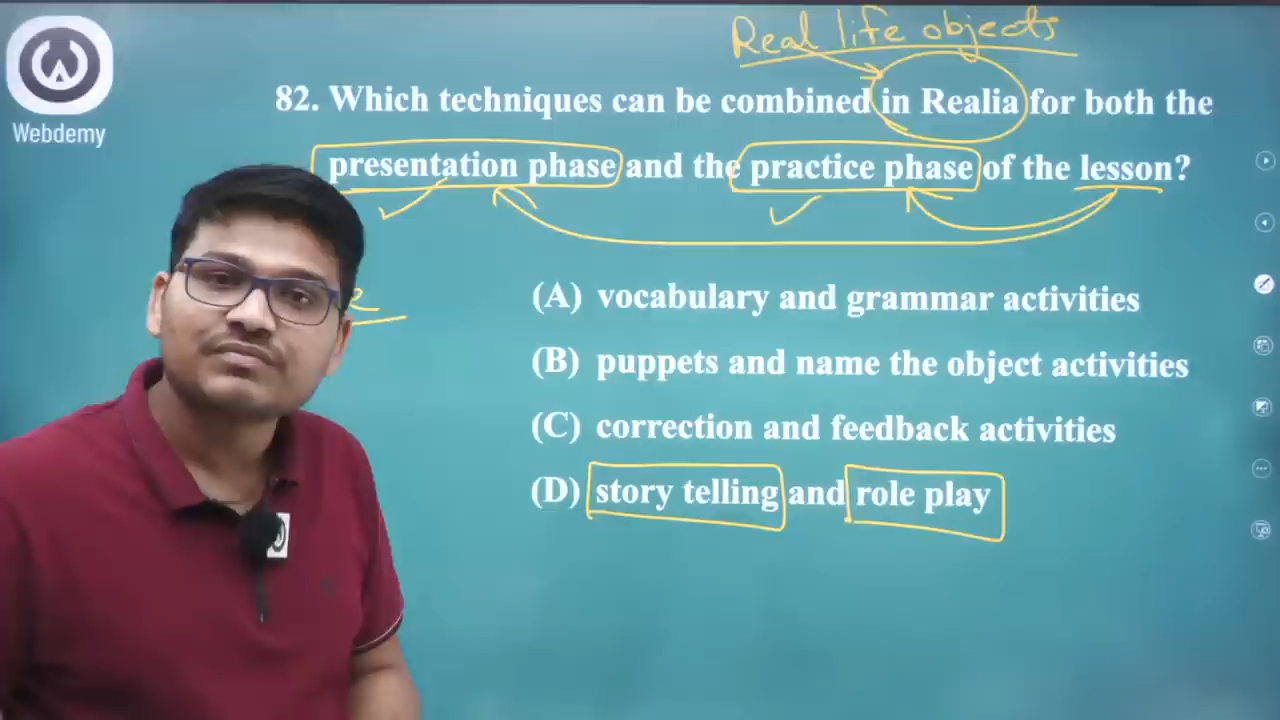 Real life objects
Webdemy
82. Which techniques can be combined in Realia for both the
presentation phase and the practice phase of the lesson?
(A) vocabulary and grammar activities
(B) puppets and name the object activities
(C) correction and feedback activities
(D) story telling and role play